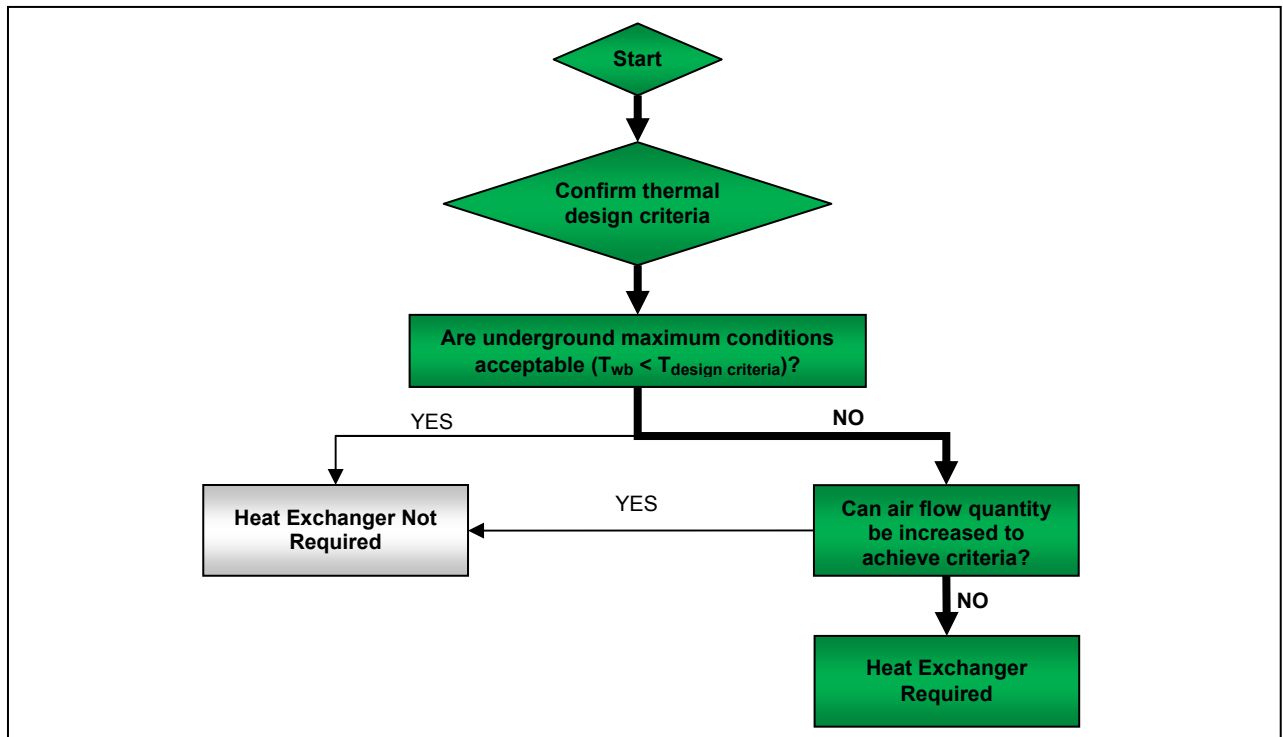 Start
Confirm thermal
design criteria
Are underground maximum conditions
acceptable (Twb < Tdesign criteria)?
YES
NO
Heat Exchanger Not
Required
YES
Can air flow quantity
be increased to
achieve criteria?
NO
Heat Exchanger
Required